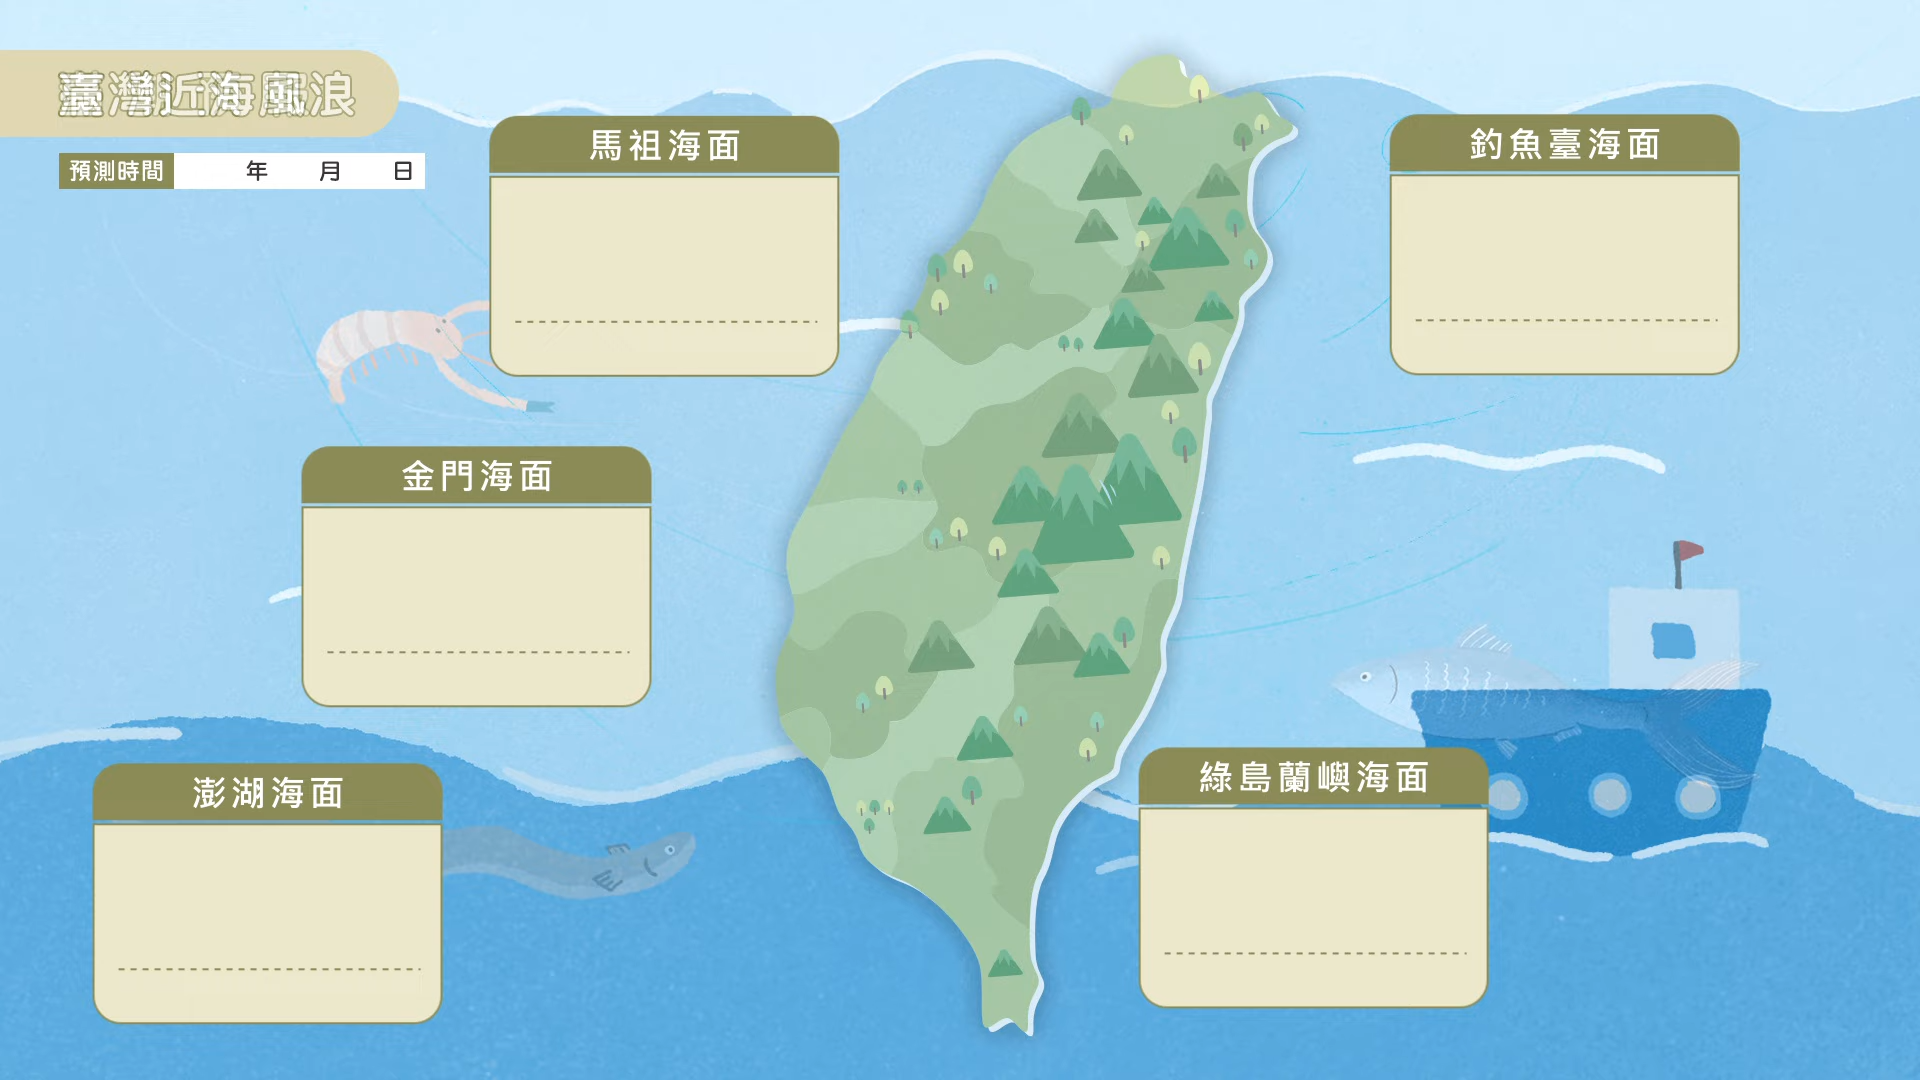 臺灣近海風浪
預測時間 年 月 日
馬祖海面
釣魚臺海面
金門海面
澎湖海面
綠島蘭嶼海面